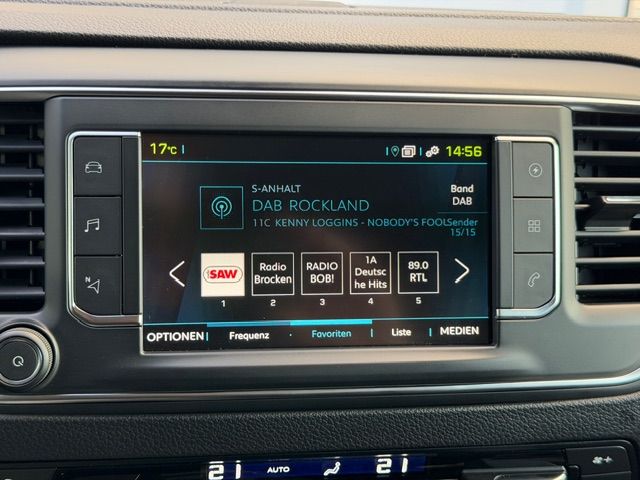 17°C
14:56
S-ANHALT
DAB ROCKLAND
11C KENNY LOGGINS - NOBODY'S FOOL
Band
DAB
Sender
15/15
SAW
Radio
Brocken
RADIO
BOB!
1A
Deutsc
he Hits
89.0
RTL
1 2 3 4 5
OPTIONEN Frequenz Favoriten Liste MEDIEN
N
21 AUTO 21